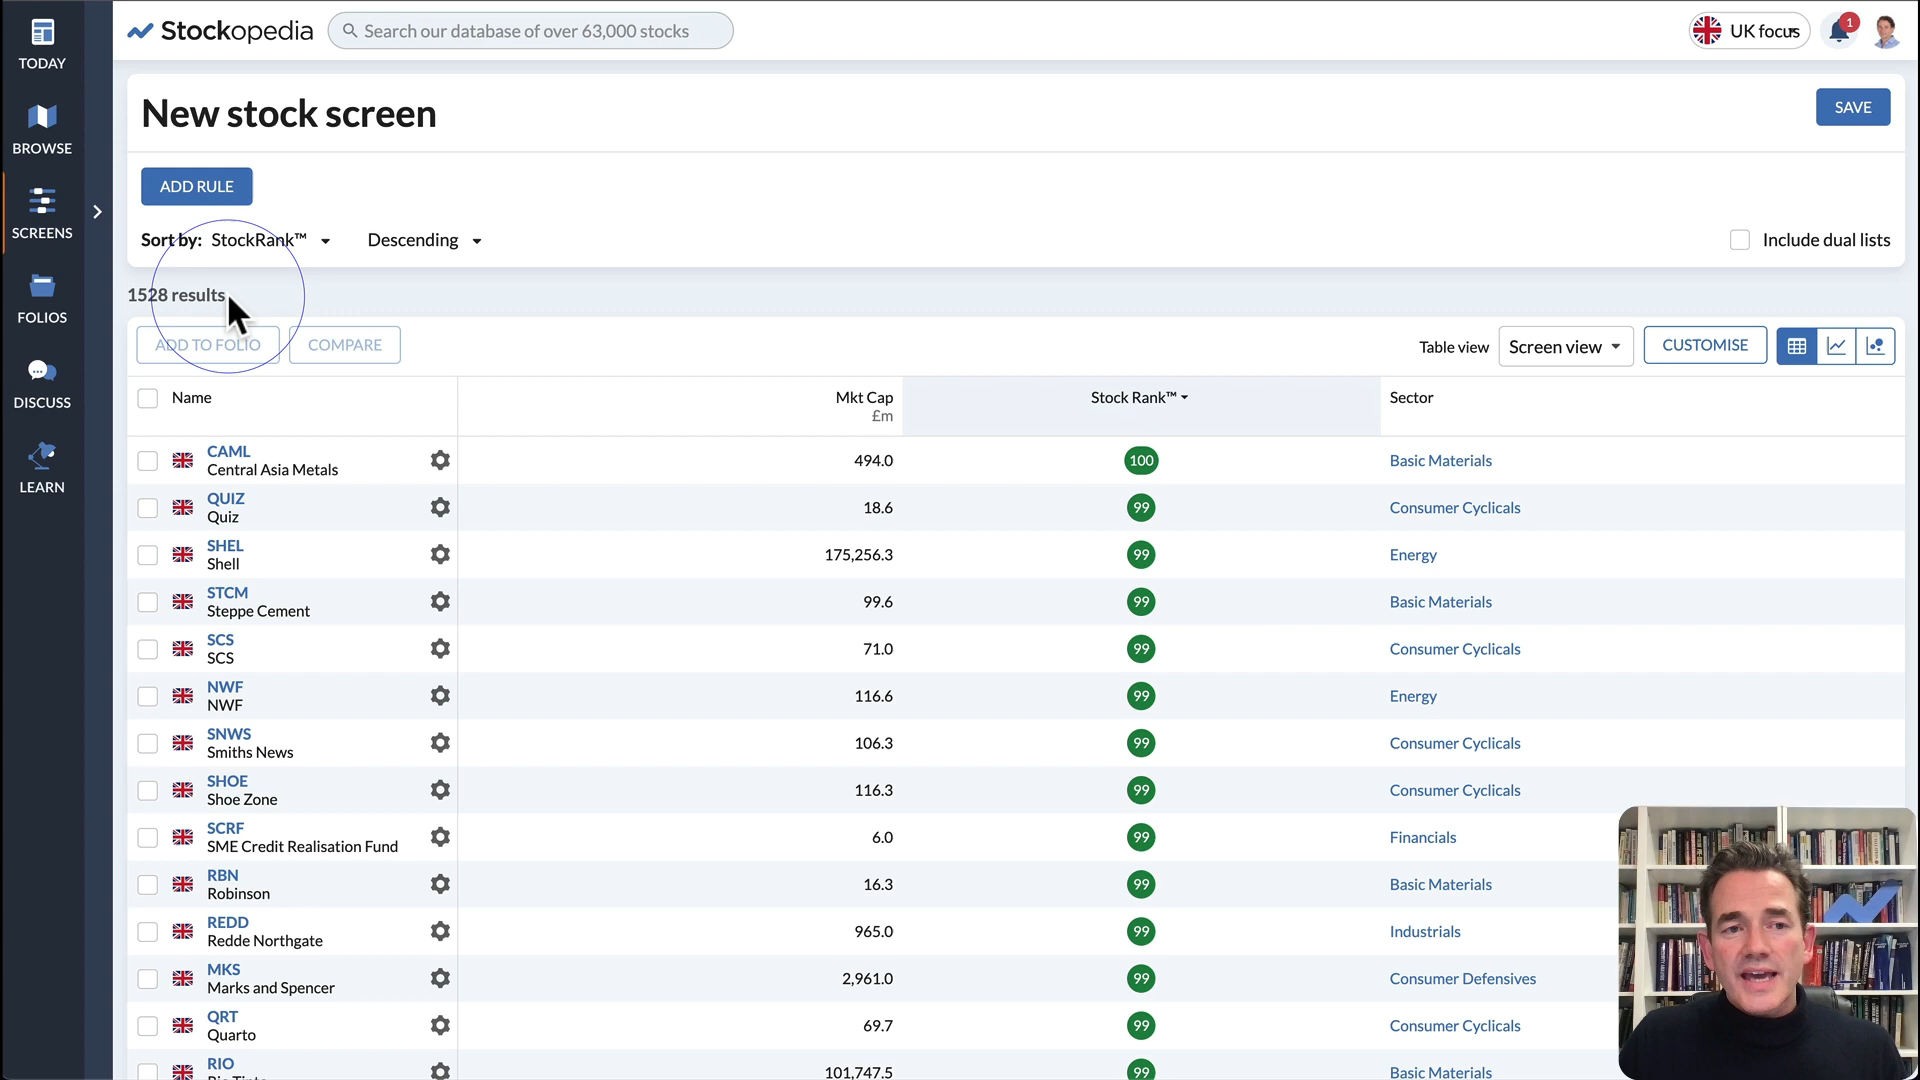 TODAY
BROWSE
SCREENS
FOLIOS
DISCUSS
LEARN
Stockopedia
Search our database of over 63,000 stocks
UK focus
1
New stock screen
SAVE
ADD RULE
Sort by: StockRank™ Descending
Include dual lists
1528 results
ADD TO FOLIO COMPARE
Table view Screen view CUSTOMISE
Name Mkt Cap Stock Rank™ Sector
£m
CAML
Central Asia Metals 494.0 100 Basic Materials
QUIZ
Quiz 18.6 99 Consumer Cyclicals
SHEL
Shell 175,256.3 99 Energy
STCM
Steppe Cement 99.6 99 Basic Materials
SCS
SCS 71.0 99 Consumer Cyclicals
NWF
NWF 116.6 99 Energy
SNWS
Smiths News 106.3 99 Consumer Cyclicals
SHOE
Shoe Zone 116.3 99 Consumer Cyclicals
SCRF
SME Credit Realisation Fund 6.0 99 Financials
RBN
Robinson 16.3 99 Basic Materials
REDD
Redde Northgate 965.0 99 Industrials
MKS
Marks and Spencer 2,961.0 99 Consumer Defensives
QRT
Quarto 69.7 99 Consumer Cyclicals
RIO
101,747.5 99 Basic Materials